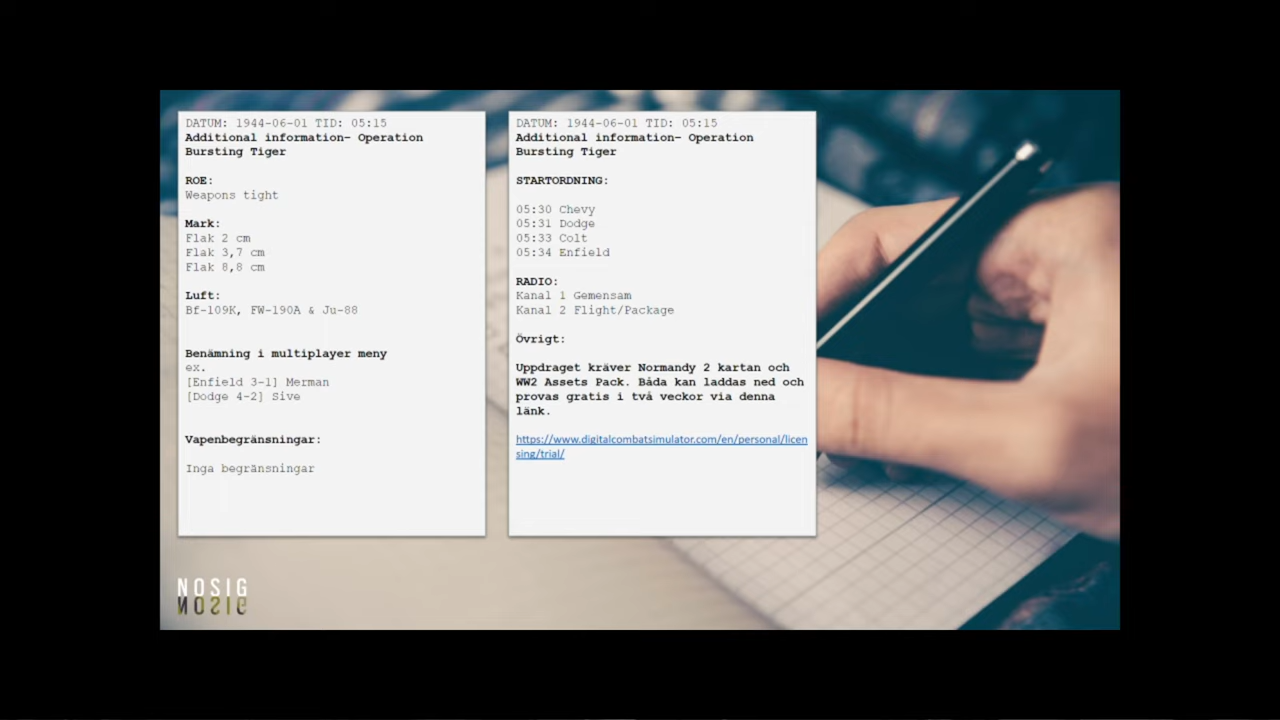 DATUM: 1944-06-01 TID: 05:15
Additional information- Operation
Bursting Tiger
ROE:
Weapons tight
Mark:
Flak 2 cm
Flak 3,7 cm
Flak 8,8 cm
Luft:
Bf-109K, FW-190A & Ju-88
Benämning i multiplayer meny
ex.
[Enfield 3-1] Merman
[Dodge 4-2] Sive
Vapenbegränsningar:
Inga begränsningar
DATUM: 1944-06-01 TID: 05:15
Additional information- Operation
Bursting Tiger
STARTORDNING:
05:30 Chevy
05:31 Dodge
05:33 Colt
05:34 Enfield
RADIO:
Kanal 1 Gemensam
Kanal 2 Flight/Package
Övrigt:
Uppdraget kräver Normandy 2 kartan och
WW2 Assets Pack. Båda kan laddas ned och
provas gratis i två veckor via denna
länk.
https://www.digitalcombatsimulator.com/en/personal/licen
sing/trial/
NOSIG